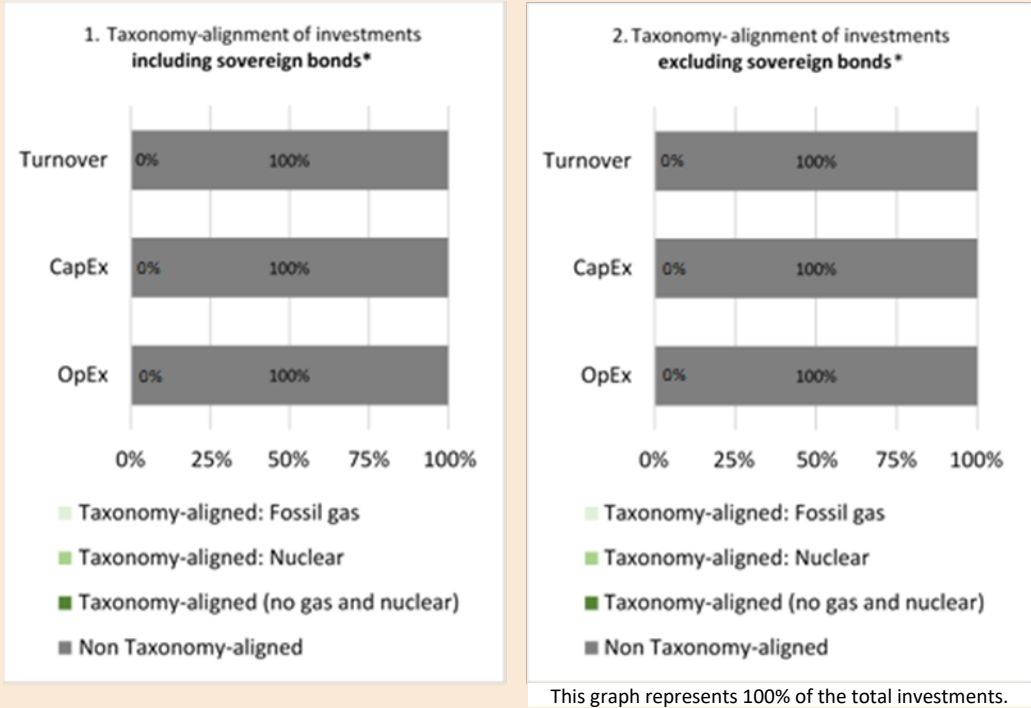 1. Taxonomy-alignment of investments
including sovereign bonds*
Turnover 0% 100%
CapEx 0% 100%
OpEx 0% 100%
0% 25% 50% 75% 100%
Taxonomy-aligned: Fossil gas
Taxonomy-aligned: Nuclear
Taxonomy-aligned (no gas and nuclear)
Non Taxonomy-aligned
2. Taxonomy- alignment of investments
excluding sovereign bonds*
Turnover 0% 100%
CapEx 0% 100%
OpEx 0% 100%
0% 25% 50% 75% 100%
Taxonomy-aligned: Fossil gas
Taxonomy-aligned: Nuclear
Taxonomy-aligned (no gas and nuclear)
Non Taxonomy-aligned
This graph represents 100% of the total investments.